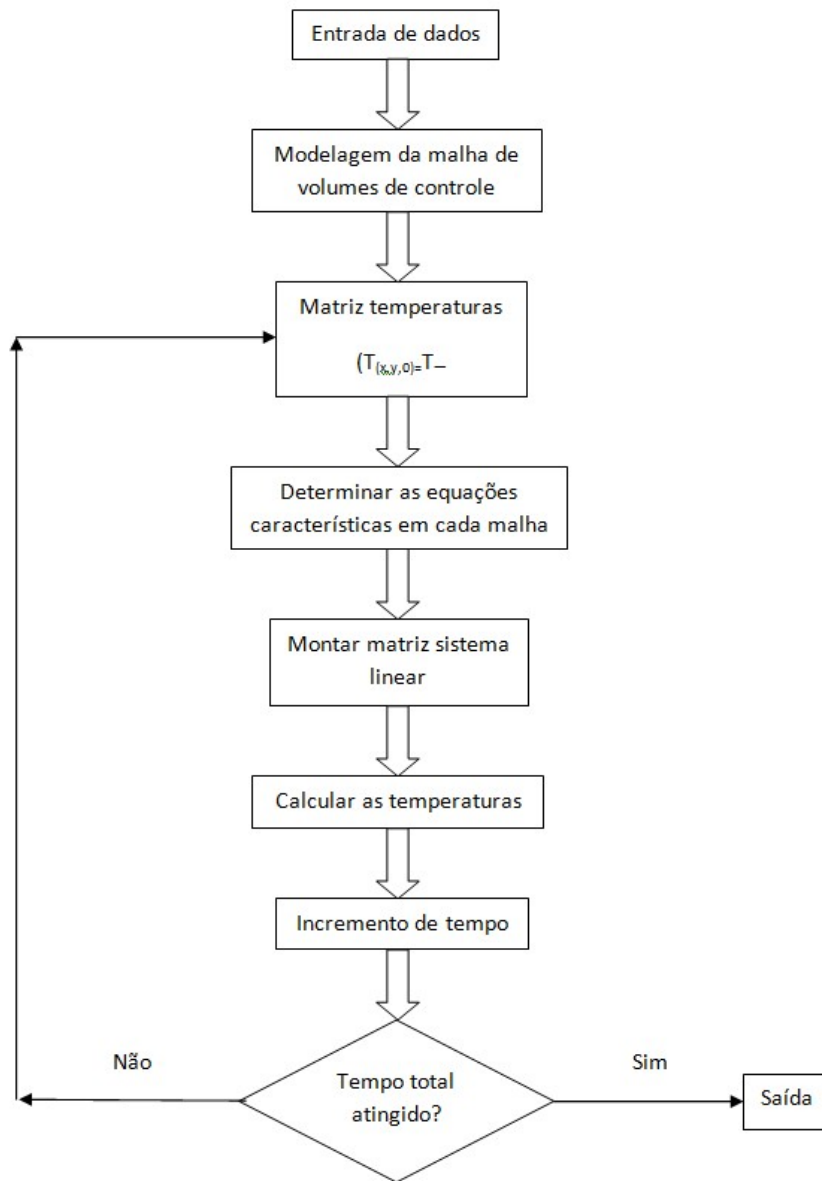 Entrada de dados
Modelagem da malha de
volumes de controle
Matriz temperaturas
(T(x,y,0)=T_
Determinar as equações
características em cada malha
Montar matriz sistema
linear
Calcular as temperaturas
Incremento de tempo
Não
Tempo total
atingido?
Sim
Saída